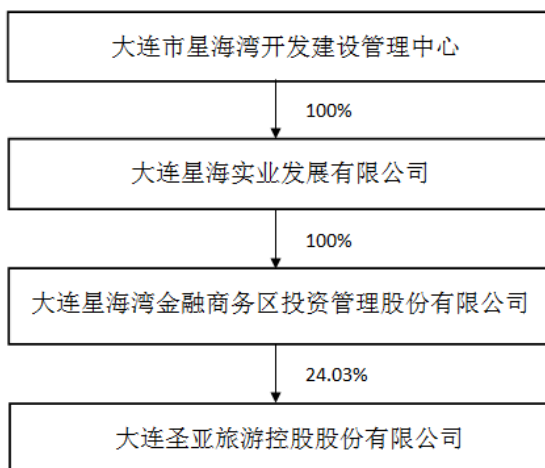 大连市星海湾开发建设管理中心
100%
大连星海实业发展有限公司
100%
大连星海湾金融商务区投资管理股份有限公司
24.03%
大连圣亚旅游控股股份有限公司